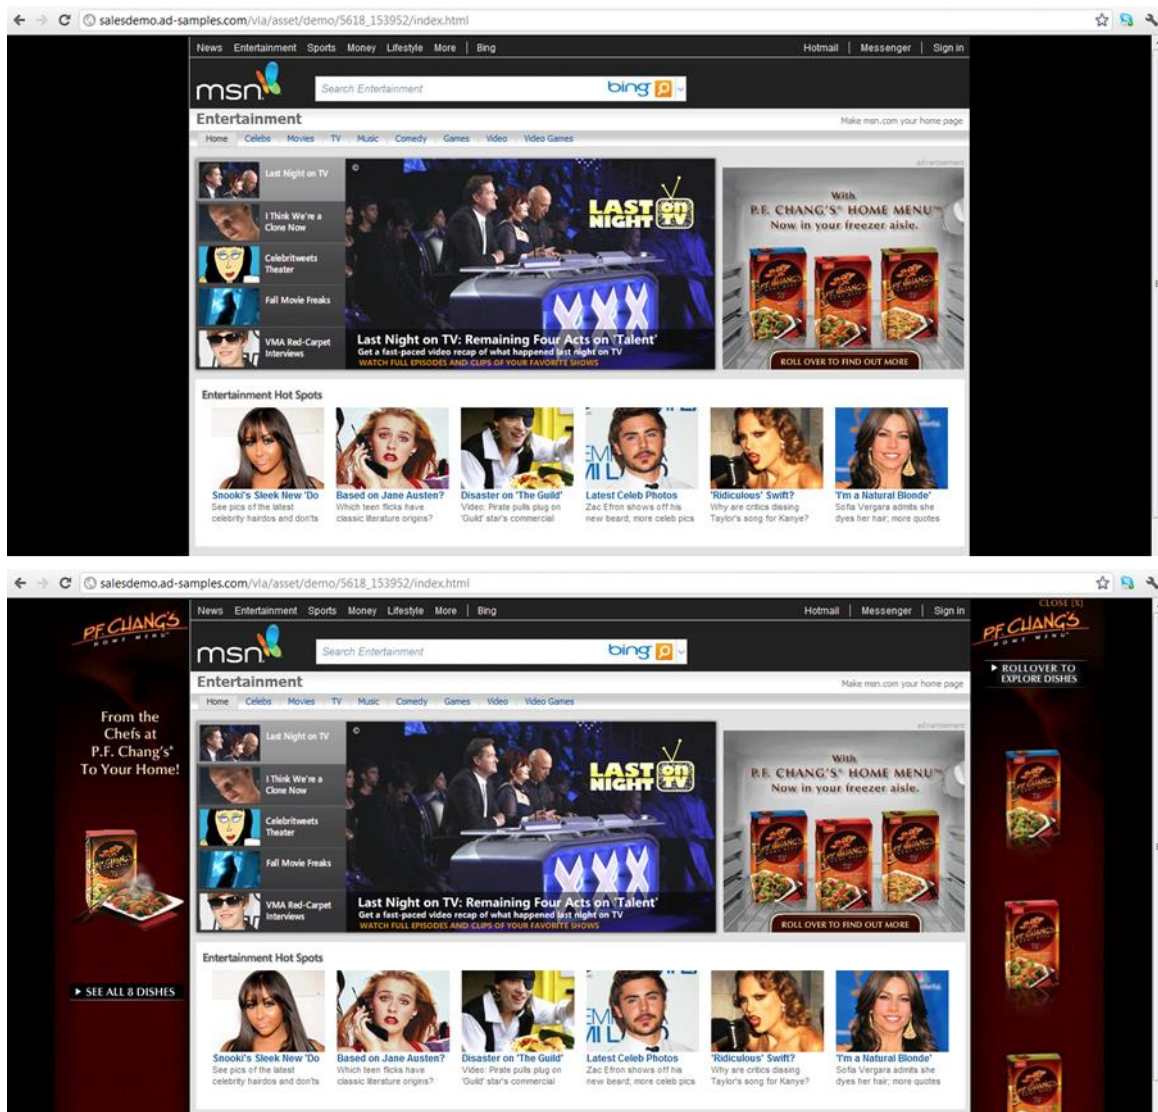 salesdemo.ad-samples.com/via/asset/demo/5618_153952/index.html
News Entertainment Sports Money Lifestyle More | Bing
Hotmail | Messenger | Sign in
msn
Search Entertainment
bing
Entertainment
Make msn.com your home page
Home Celebs Movies TV Music Comedy Games Video Video Games
advertisement
Last Night on TV
I Think We're a
Clone Now
Celebritweets
Theater
Fall Movie Freaks
VMA Red-Carpet
Interviews
LAST on
NIGHT TV
XXX
Last Night on TV: Remaining Four Acts on 'Talent'
Get a fast-paced video recap of what happened last night on TV
WATCH FULL EPISODES AND CLIPS OF YOUR FAVORITE SHOWS
With
P.F. CHANG'S® HOME MENU™
Now in your freezer aisle.
ROLL OVER TO FIND OUT MORE
Entertainment Hot Spots
Snooki's Sleek New 'Do
See pics of the latest
celebrity hairdos and don'ts
Based on Jane Austen?
Which teen flicks have
classic literature origins?
Disaster on 'The Guild'
Video: Pirate pulls plug on
'Guild' star's commercial
Latest Celeb Photos
Zac Efron shows off his
new beard; more celeb pics
'Ridiculous' Swift?
Why are critics dissing
Taylor's song for Kanye?
'I'm a Natural Blonde'
Sofia Vergara admits she
dyes her hair; more quotes
salesdemo.ad-samples.com/via/asset/demo/5618_153952/index.html
P.F. CHANG'S
HOME MENU®
From the
Chefs at
P.F. Chang's®
To Your Home!
SEE ALL 8 DISHES
News Entertainment Sports Money Lifestyle More | Bing
Hotmail | Messenger | Sign in
msn
Search Entertainment
bing
Entertainment
Make msn.com your home page
Home Celebs Movies TV Music Comedy Games Video Video Games
advertisement
Last Night on TV
I Think We're a
Clone Now
Celebritweets
Theater
Fall Movie Freaks
VMA Red-Carpet
Interviews
LAST on
NIGHT TV
XXX
Last Night on TV: Remaining Four Acts on 'Talent'
Get a fast-paced video recap of what happened last night on TV
WATCH FULL EPISODES AND CLIPS OF YOUR FAVORITE SHOWS
With
P.F. CHANG'S® HOME MENU™
Now in your freezer aisle.
ROLL OVER TO FIND OUT MORE
Entertainment Hot Spots
Snooki's Sleek New 'Do
See pics of the latest
celebrity hairdos and don'ts
Based on Jane Austen?
Which teen flicks have
classic literature origins?
Disaster on 'The Guild'
Video: Pirate pulls plug on
'Guild' star's commercial
Latest Celeb Photos
Zac Efron shows off his
new beard; more celeb pics
'Ridiculous' Swift?
Why are critics dissing
Taylor's song for Kanye?
'I'm a Natural Blonde'
Sofia Vergara admits she
dyes her hair; more quotes
CLOSE [X]
P.F. CHANG'S
HOME MENU®
ROLLOVER TO
EXPLORE DISHES